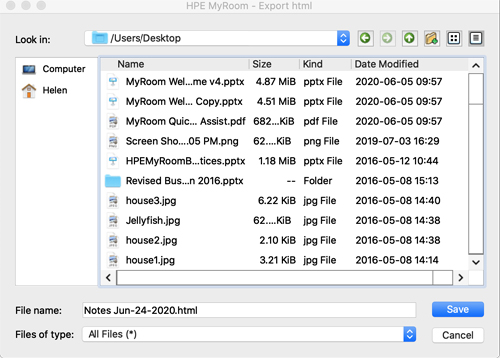 HPE MyRoom - Export html
Look in: /Users/Desktop
Computer
Helen
Name Size Kind Date Modified
MyRoom Wel...me v4.pptx 4.87 MiB pptx File 2020-06-05 09:57
MyRoom Wel... Copy.pptx 4.51 MiB pptx File 2020-06-05 09:57
MyRoom Quic... Assist.pdf 682....KiB pdf File 2020-06-05 09:57
Screen Sho....05 PM.png 62....KiB png File 2019-07-03 16:29
HPEMyRoomB...tices.pptx 1.18 MiB pptx File 2016-05-12 10:44
Revised Bus...n 2016.pptx -- Folder 2016-05-08 15:13
house3.jpg 6.22 KiB jpg File 2016-05-08 14:40
Jellyfish.jpg 62....KiB jpg File 2016-05-08 14:38
house2.jpg 2.10 KiB jpg File 2016-05-08 14:38
house1.jpg 3.21 KiB jpg File 2016-05-08 14:14
File name: Notes Jun-24-2020.html Save
Files of type: All Files (*) Cancel